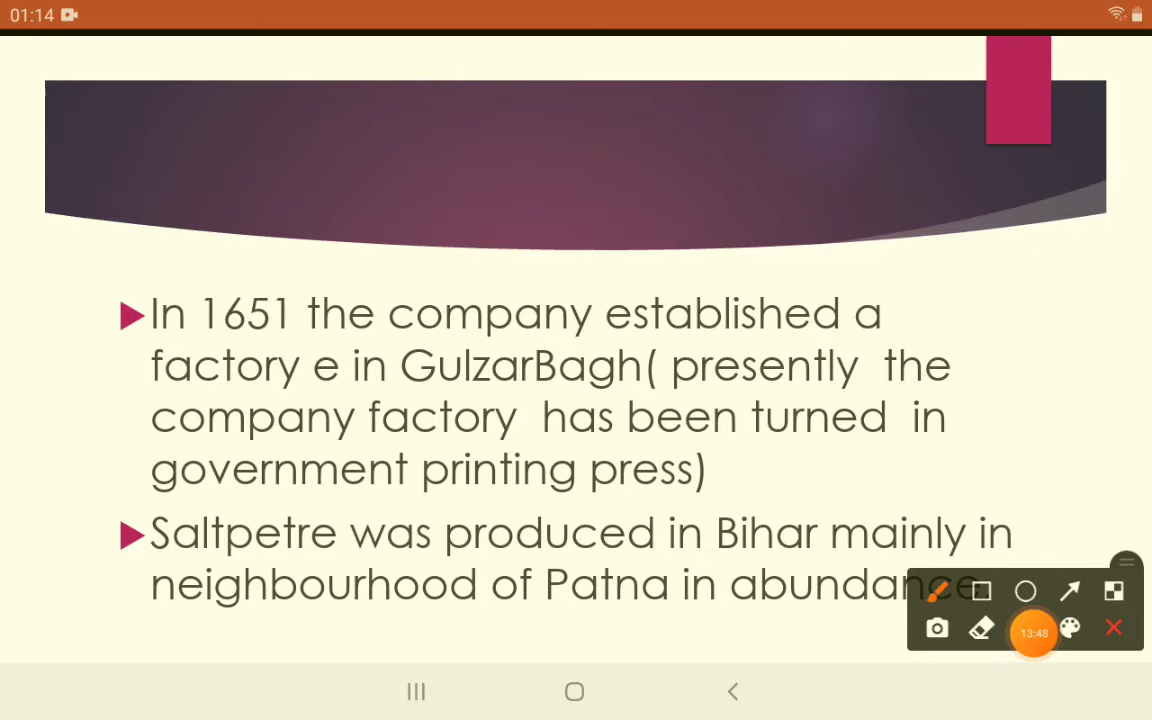 01:14
In 1651 the company established a
factory e in GulzarBagh( presently the
company factory has been turned in
government printing press)
Saltpetre was produced in Bihar mainly in
neighbourhood of Patna in abundance
13:48